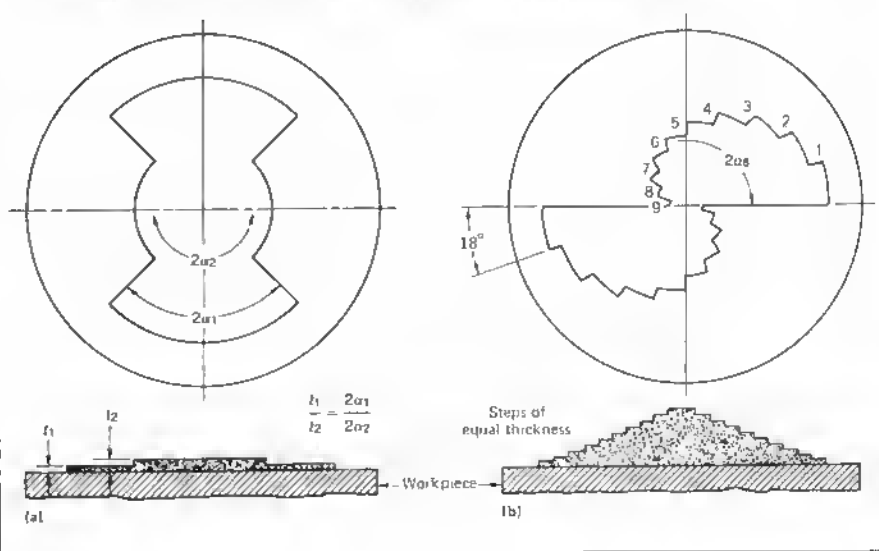 5 4 3 2 1
6 7 8 9
2α₆
18°
2α₂
2α₁
t₁
t₂
t₁/t₂ = 2α₁/2α₂
Steps of
equal thickness
Workpiece
(a)
(b)